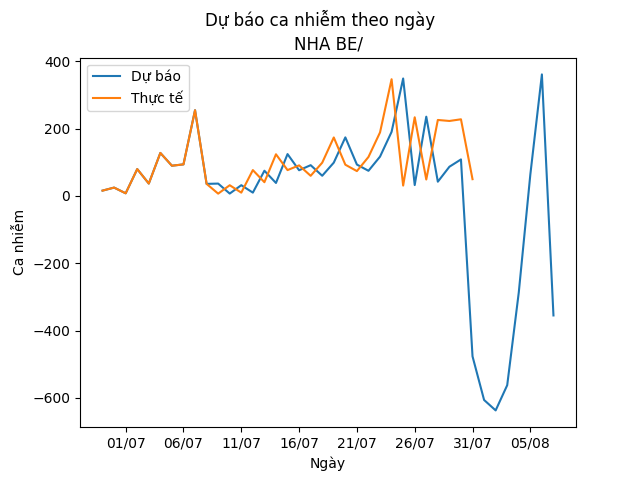 Dự báo ca nhiễm theo ngày
NHA BE/
Dự báo
Thực tế
400
200
0
−200
−400
−600
Ca nhiễm
01/07
06/07
11/07
16/07
21/07
26/07
31/07
05/08
Ngày